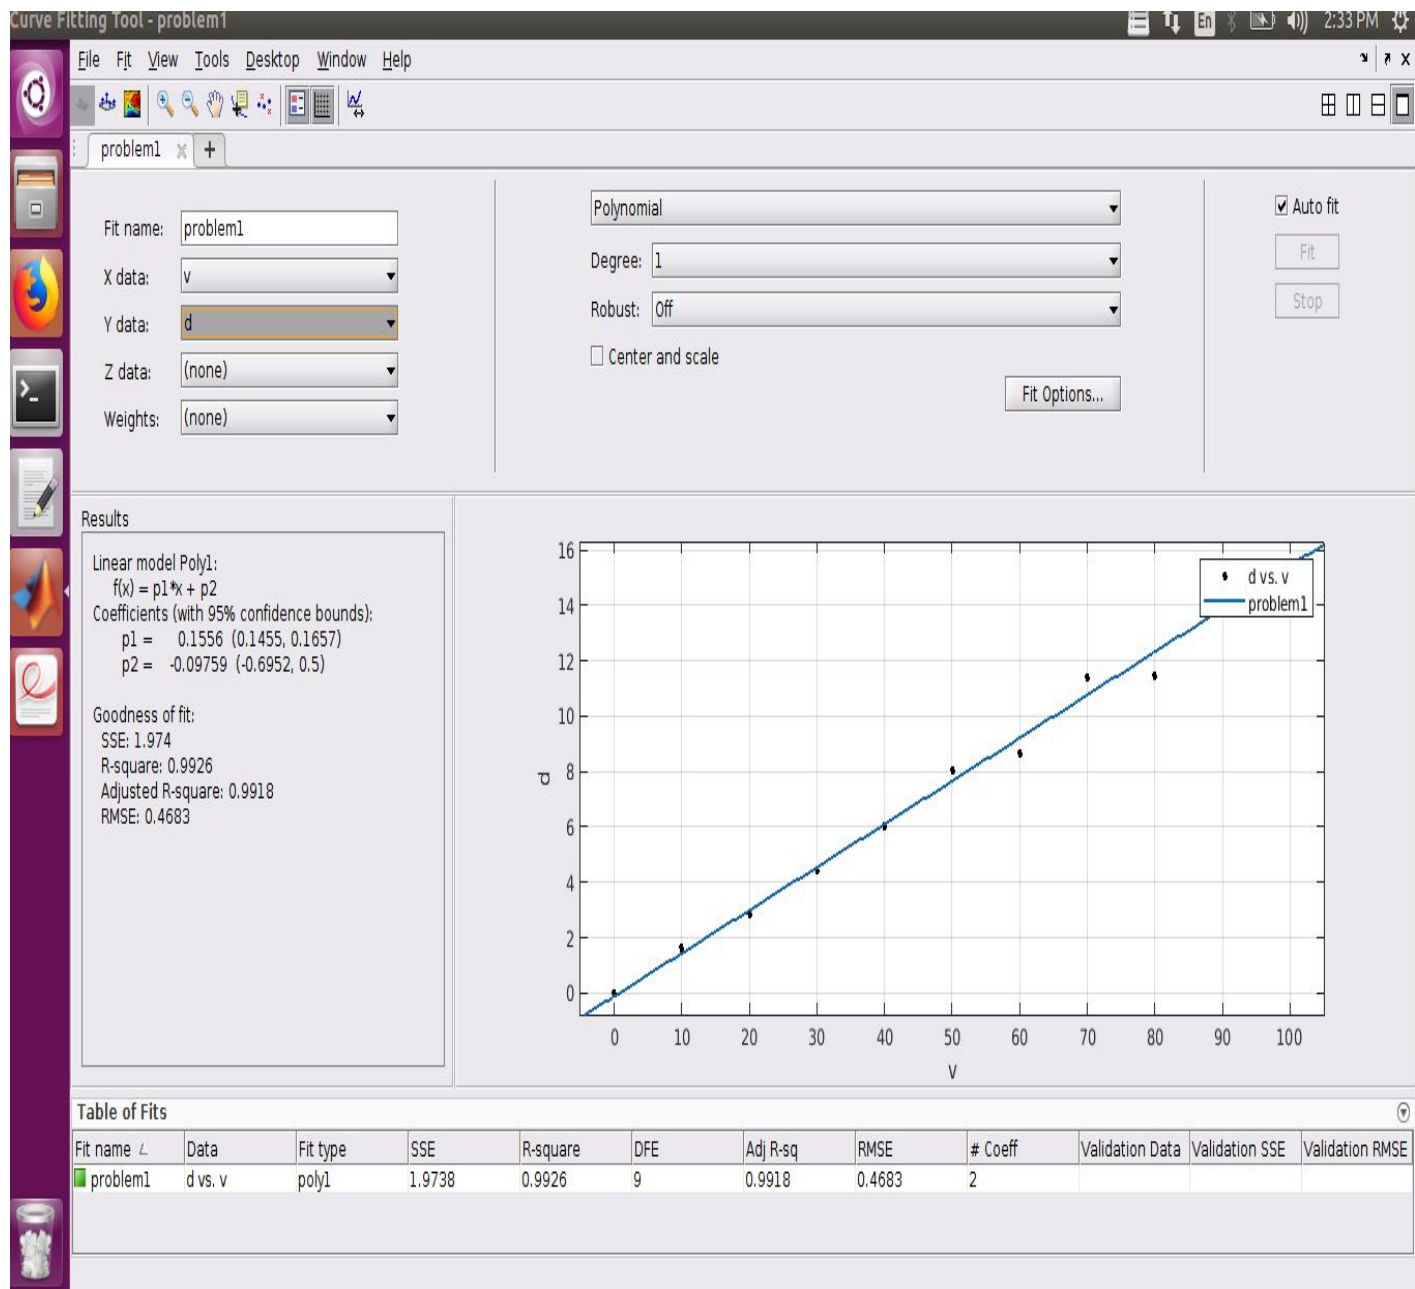 Curve Fitting Tool - problem1
En
2:33 PM
File Fit View Tools Desktop Window Help
problem1
Fit name: problem1
X data: v
Y data: d
Z data: (none)
Weights: (none)
Polynomial
Degree: 1
Robust: Off
Center and scale
Fit Options...
Auto fit
Fit
Stop
Results
Linear model Poly1:
f(x) = p1*x + p2
Coefficients (with 95% confidence bounds):
p1 = 0.1556 (0.1455, 0.1657)
p2 = -0.09759 (-0.6952, 0.5)
Goodness of fit:
SSE: 1.974
R-square: 0.9926
Adjusted R-square: 0.9918
RMSE: 0.4683
16
14
12
10
8
6
4
2
0
d
0 10 20 30 40 50 60 70 80 90 100
v
d vs. v
problem1
Table of Fits
Fit name Data Fit type SSE R-square DFE Adj R-sq RMSE # Coeff Validation Data Validation SSE Validation RMSE
problem1 d vs. v poly1 1.9738 0.9926 9 0.9918 0.4683 2